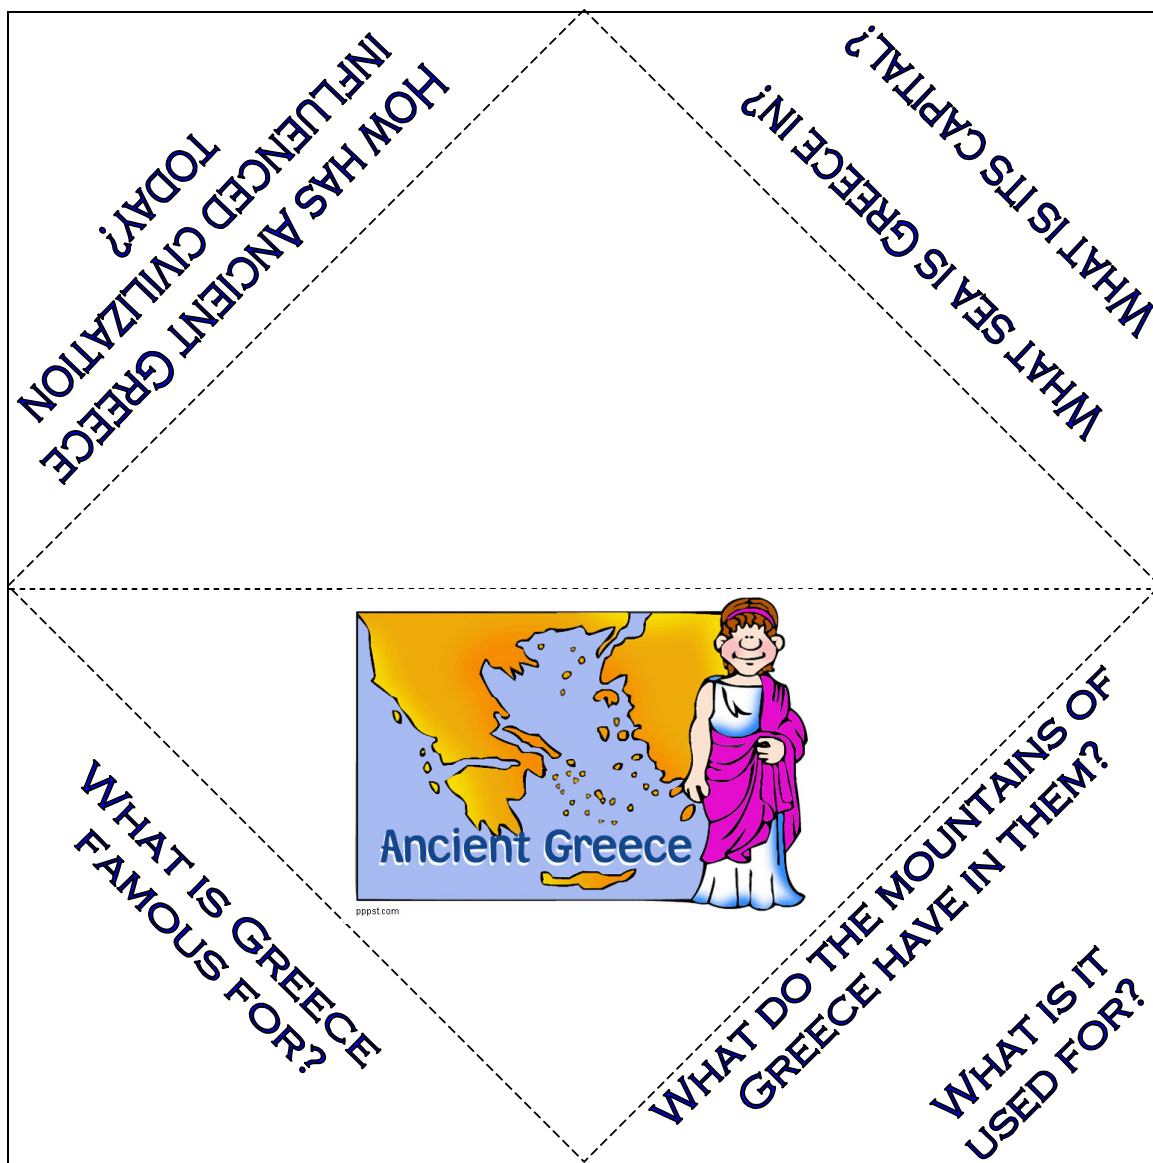 How has Ancient Greece
influenced civilization
today?
What sea is Greece in?
What is its capital?
Ancient Greece
pppst.com
What is Greece
famous for?
What do the mountains of
Greece have in them?
What is it
used for?